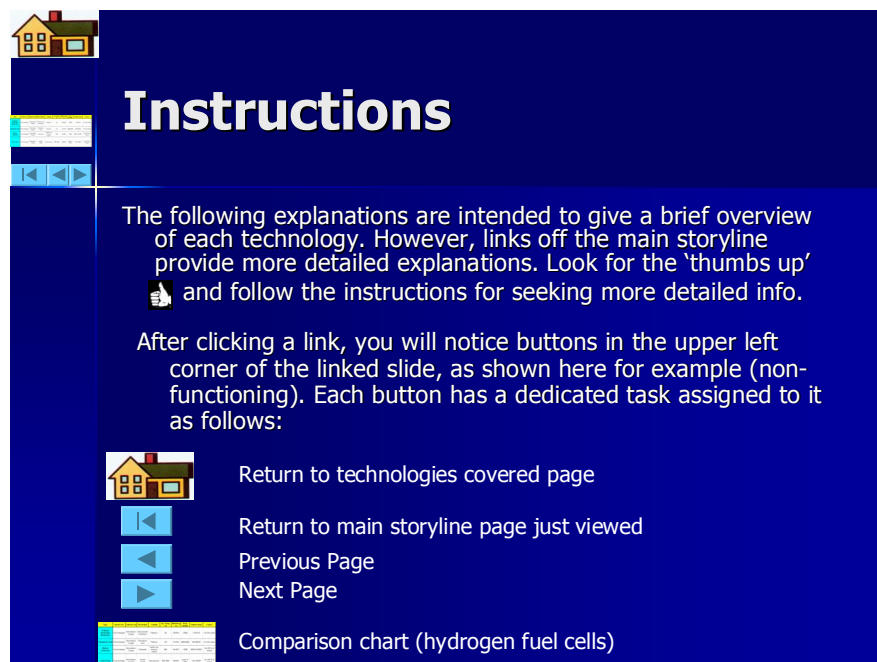 Instructions
The following explanations are intended to give a brief overview
of each technology. However, links off the main storyline
provide more detailed explanations. Look for the ‘thumbs up’
and follow the instructions for seeking more detailed info.
After clicking a link, you will notice buttons in the upper left
corner of the linked slide, as shown here for example (non-
functioning). Each button has a dedicated task assigned to it
as follows:
Return to technologies covered page
Return to main storyline page just viewed
Previous Page
Next Page
Comparison chart (hydrogen fuel cells)